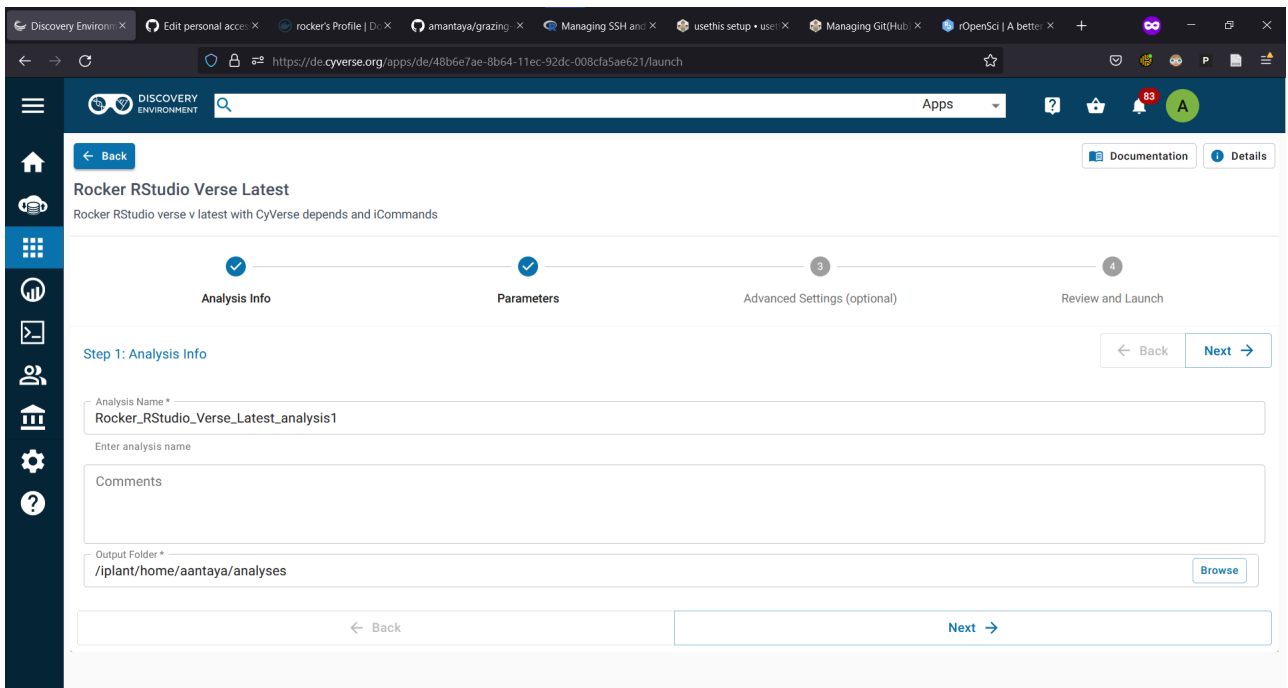 Discovery Environm
Edit personal acces
rocker's Profile | Do
amantaya/grazing-
Managing SSH and
usethis setup • uset
Managing Git(Hub)
rOpenSci | A better
https://de.cyverse.org/apps/de/48b6e7ae-8b64-11ec-92dc-008cfa5ae621/launch
P
DISCOVERY
ENVIRONMENT
Apps
?
83
A
← Back
Documentation
Details
Rocker RStudio Verse Latest
Rocker RStudio verse v latest with CyVerse depends and iCommands
3
4
Analysis Info
Parameters
Advanced Settings (optional)
Review and Launch
Step 1: Analysis Info
← Back
Next →
Analysis Name *
Rocker_RStudio_Verse_Latest_analysis1
Enter analysis name
Comments
Output Folder *
/iplant/home/aantaya/analyses
Browse
← Back
Next →